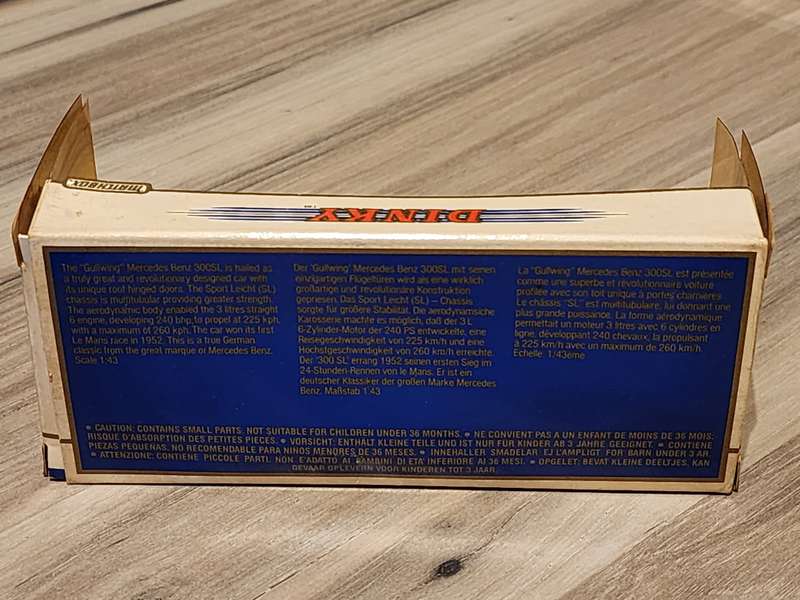 MATCHBOX
DINKY
The "Gullwing" Mercedes Benz 300SL is hailed as
a truly great and revolutionary designed car with
its unique roof hinged doors. The Sport Leicht (SL)
chassis is multitubular providing greater strength.
The aerodynamic body enabled the 3 litres straight
6 engine, developing 240 bhp, to propel at 225 kph,
with a maximum of 260 kph. The car won its first
Le Mans race in 1952. This is a true German
classic from the great marque of Mercedes Benz.
Scale 1:43
Der 'Gullwing' Mercedes Benz 300SL mit seinen
einzigartigen Flügeltüren wird als eine wirklich
großartige und revolutionäre Konstruktion
gepriesen. Das Sport Leicht (SL) – Chassis
sorgte für größere Stabilität. Die aerodynamische
Karosserie machte es möglich, daß der 3 L
6-Zylinder-Motor der 240 PS entwickelte, eine
Reisegeschwindigkeit von 225 km/h und eine
Höchstgeschwindigkeit von 260 km/h erreichte.
Der '300 SL' errang 1952 seinen ersten Sieg im
24-Stunden-Rennen von le Mans. Er ist ein
deutscher Klassiker der großen Marke Mercedes
Benz. Maßstab 1:43
La "Gullwing" Mercedes Benz 300SL est présentée
comme une superbe et révolutionnaire voiture
profilée avec son toit unique à portes charnières
Le châssis "SL" est multitubulaire, lui donnant une
plus grande puissance. La forme aérodynamique
permettait un moteur 3 litres avec 6 cylindres en
ligne, développant 240 chevaux, la propulsant
à 225 km/h avec un maximum de 260 km/h.
Echelle: 1/43ème
• CAUTION: CONTAINS SMALL PARTS. NOT SUITABLE FOR CHILDREN UNDER 36 MONTHS. • NE CONVIENT PAS A UN ENFANT DE MOINS DE 36 MOIS:
RISQUE D'ABSORPTION DES PETITES PIECES. • VORSICHT: ENTHALT KLEINE TEILE UND IST NUR FUR KINDER AB 3 JAHRE GEEIGNET. • CONTIENE
PIEZAS PEQUENAS. NO RECOMENDABLE PARA NINOS MENORES DE 36 MESES. • INNEHALLER SMADELAR EJ LAMPLIGT FOR BARN UNDER 3 AR.
• ATTENZIONE: CONTIENE PICCOLE PARTI. NON E'ADATTO AI BAMBINI DI ETA' INFERIORE AI 36 MESI. • OPGELET: BEVAT KLEINE DEELTJES, KAN
GEVAAR OPLEVERN VOOR KINDEREN TOT 3 JAAR.